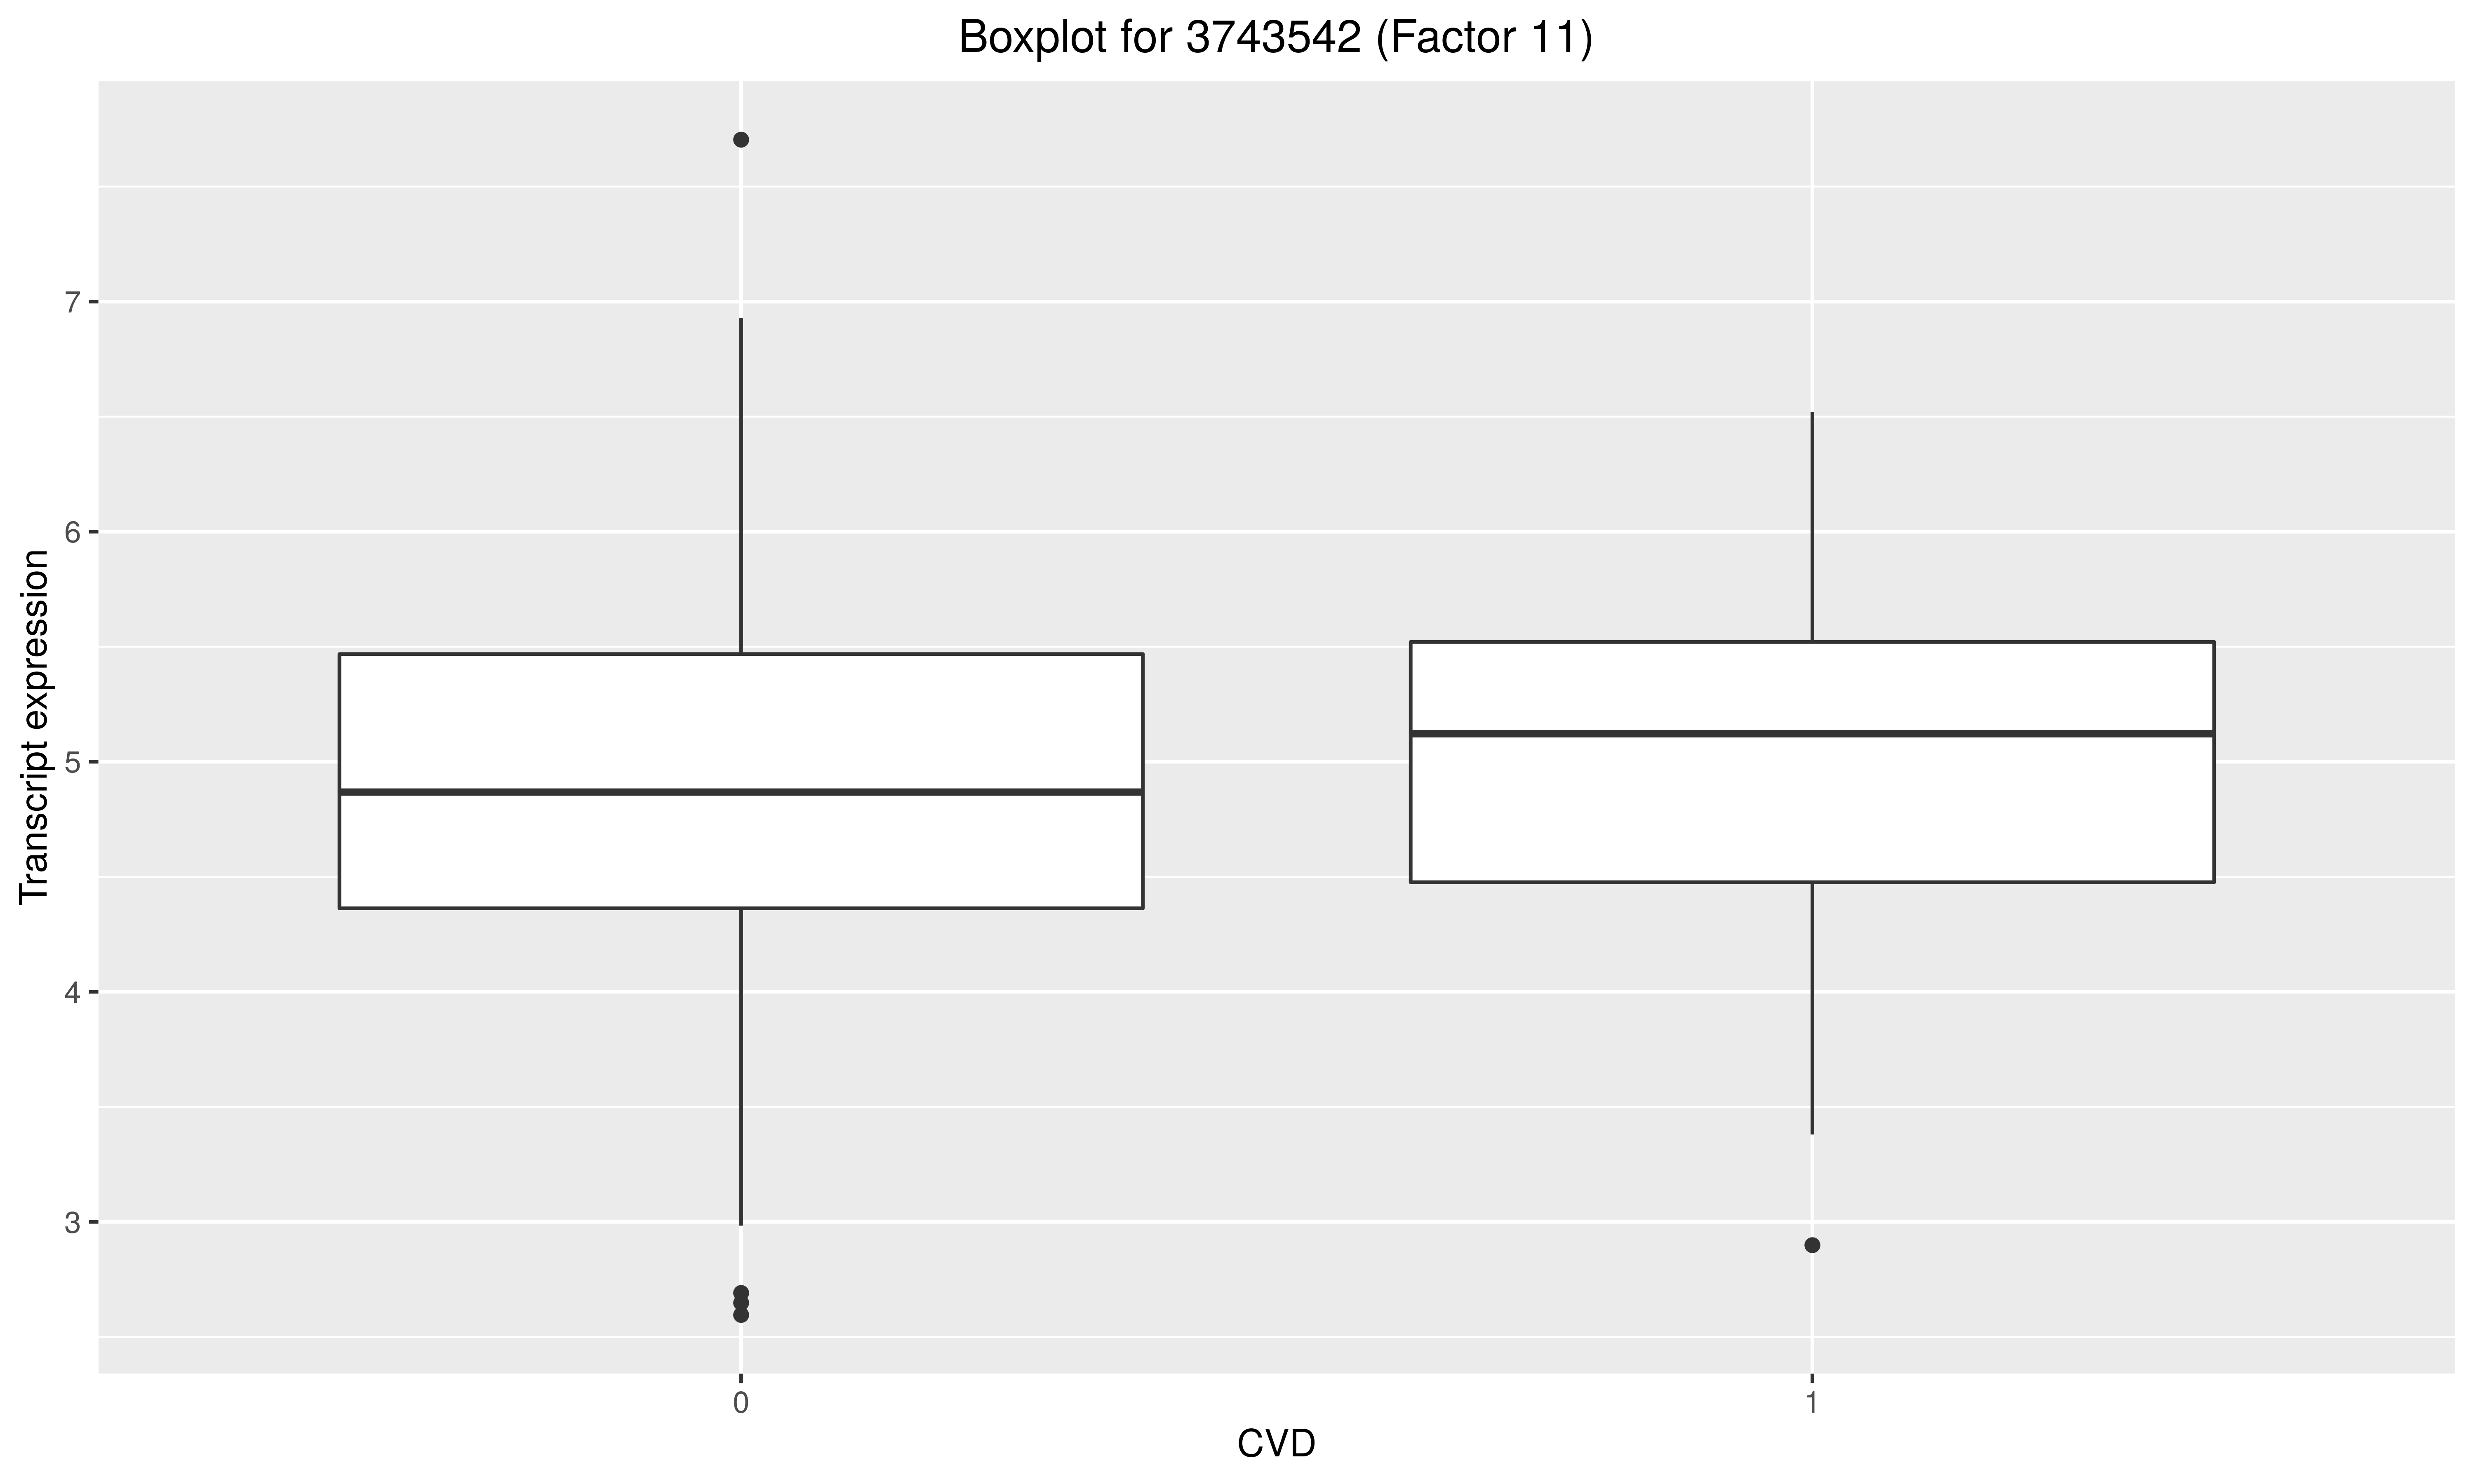 Boxplot for 3743542 (Factor 11)
Transcript expression
7
6
5
4
3
0
1
CVD